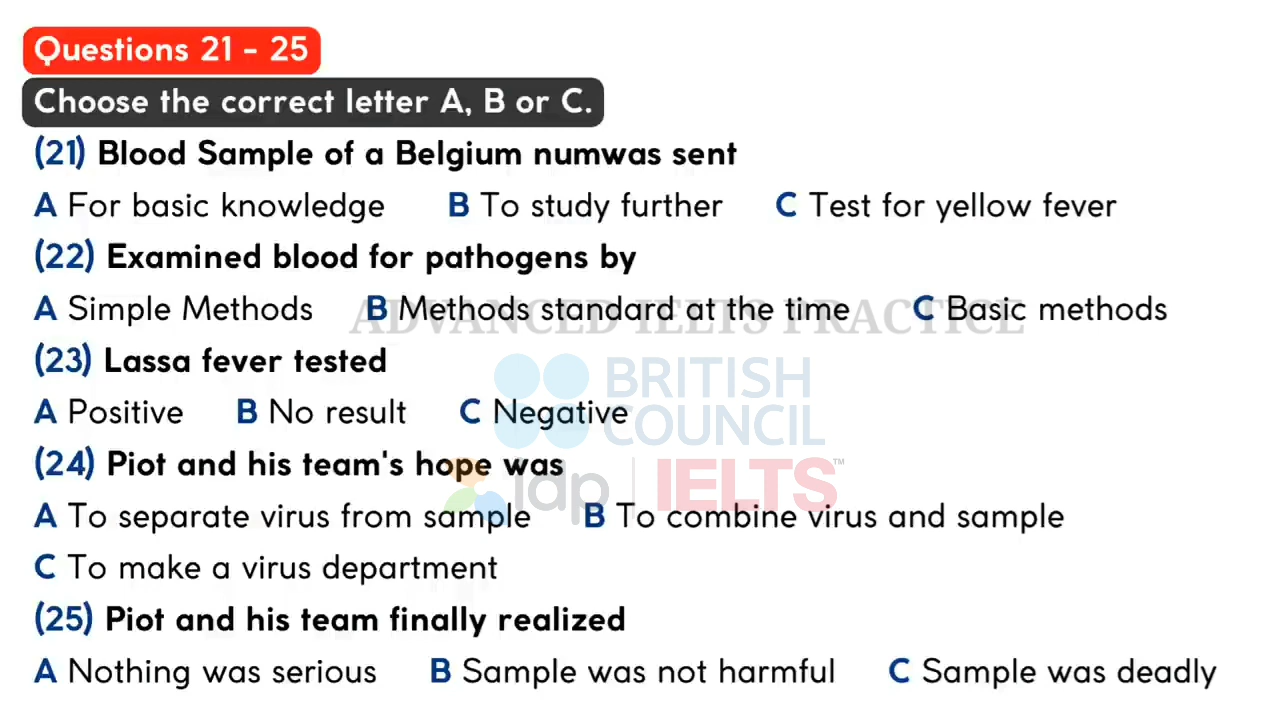 Questions 21 - 25
Choose the correct letter A, B or C.
(21) Blood Sample of a Belgium numwas sent
A For basic knowledge B To study further C Test for yellow fever
(22) Examined blood for pathogens by
A Simple Methods B Methods standard at the time C Basic methods
ADVANCED IELTS PRACTICE
(23) Lassa fever tested
BRITISH
A Positive B No result C Negative
COUNCIL
(24) Piot and his team's hope was
idp IELTS™
A To separate virus from sample B To combine virus and sample
C To make a virus department
(25) Piot and his team finally realized
A Nothing was serious B Sample was not harmful C Sample was deadly